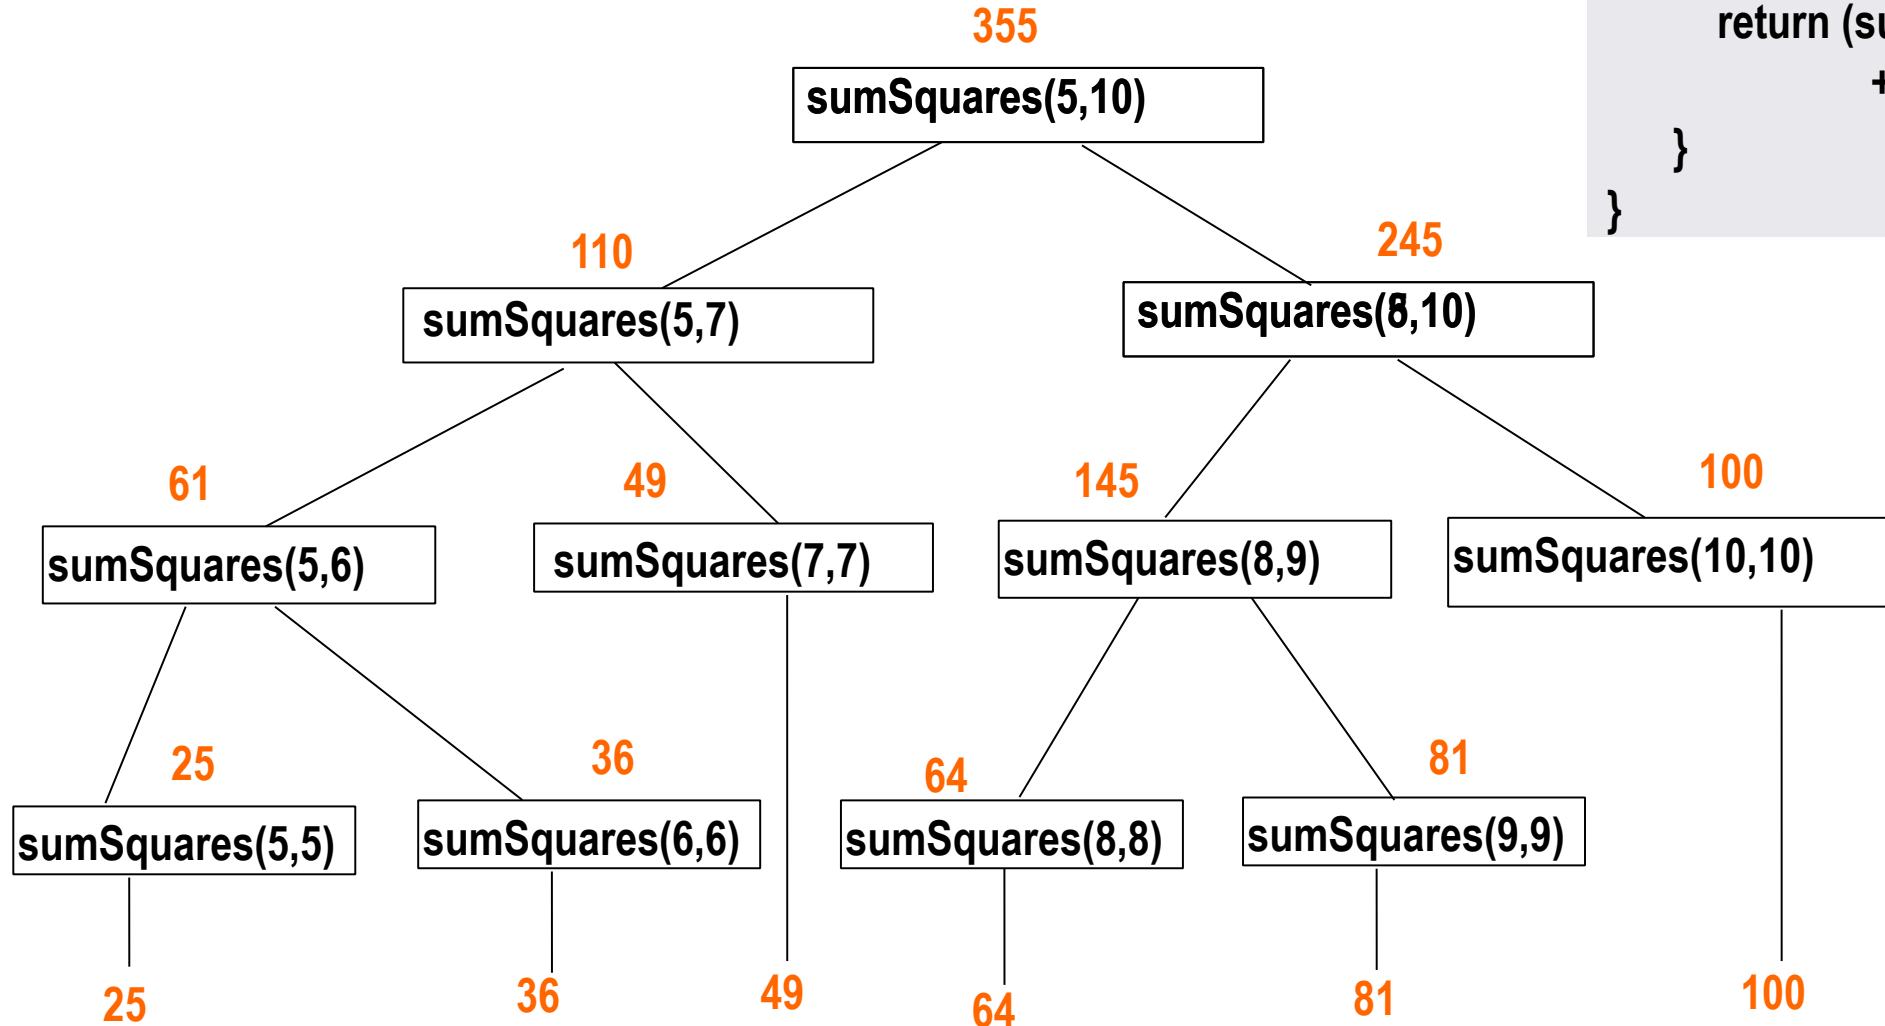 355
return (su
+
sumSquares(5,10)
}
}
110
245
sumSquares(5,7)
sumSquares(8,10)
61
49
145
100
sumSquares(5,6)
sumSquares(7,7)
sumSquares(8,9)
sumSquares(10,10)
25
36
64
81
sumSquares(5,5)
sumSquares(6,6)
sumSquares(8,8)
sumSquares(9,9)
25
36
49
64
81
100